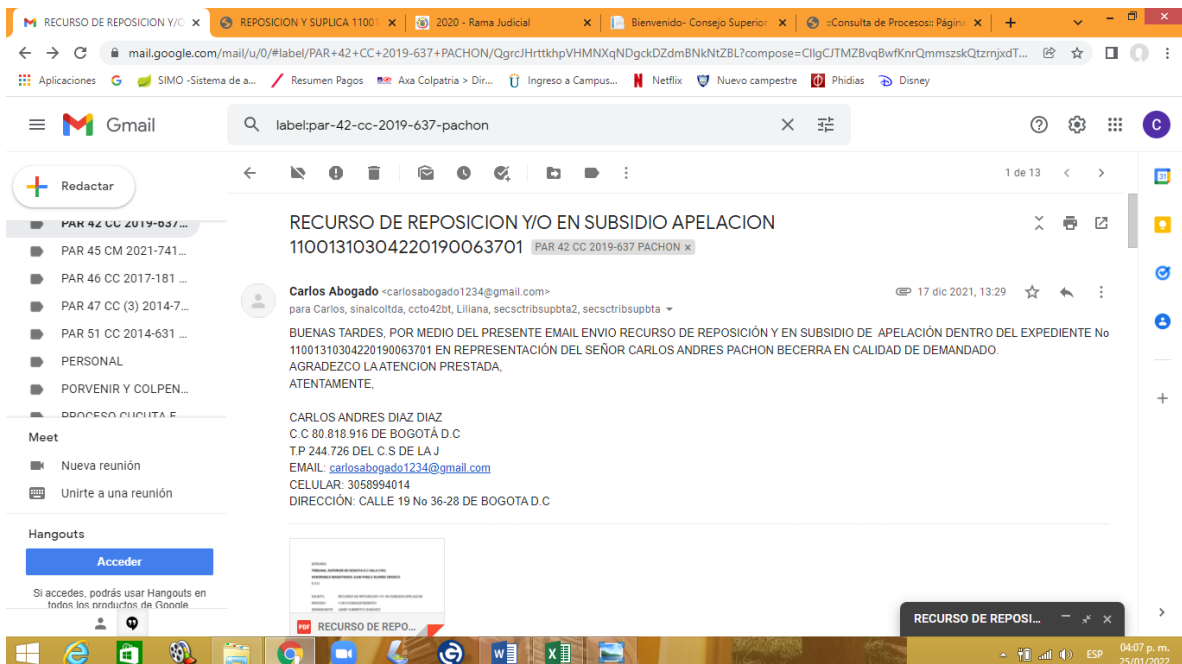 RECURSO DE REPOSICION Y/O
REPOSICION Y SUPLICA 11001
2020 - Rama Judicial
Bienvenido- Consejo Superior
::Consulta de Procesos:: Página
mail.google.com/mail/u/0/#label/PAR+42+CC+2019-637+PACHON/QgrcJHrttkhpVHMNXqNDgckDZdmBNkNtZBL?compose=CllgCJTMZBvqBwfKnrQmmszskQtzrnjxdT...
Aplicaciones
SIMO -Sistema de a...
Resumen Pagos
Axa Colpatria > Dir...
Ingreso a Campus...
Netflix
Nuevo campestre
Phidias
Disney
Gmail
label:par-42-cc-2019-637-pachon
C
Redactar
1 de 13
31
PAR 42 CC 2019-637...
PAR 45 CM 2021-741...
PAR 46 CC 2017-181 ...
PAR 47 CC (3) 2014-7...
PAR 51 CC 2014-631 ...
PERSONAL
PORVENIR Y COLPEN...
PROCESO CUCUTA F
Meet
Nueva reunión
Unirte a una reunión
Hangouts
Acceder
Si accedes, podrás usar Hangouts en
todos los productos de Google
RECURSO DE REPOSICION Y/O EN SUBSIDIO APELACION
11001310304220190063701 PAR 42 CC 2019-637 PACHON x
Carlos Abogado <carlosabogado1234@gmail.com>
17 dic 2021, 13:29
para Carlos, sinalcoltda, ccto42bt, Liliana, secsctribsupbta2, secsctribsupbta
BUENAS TARDES, POR MEDIO DEL PRESENTE EMAIL ENVIO RECURSO DE REPOSICIÓN Y EN SUBSIDIO DE APELACIÓN DENTRO DEL EXPEDIENTE No
11001310304220190063701 EN REPRESENTACIÓN DEL SEÑOR CARLOS ANDRES PACHON BECERRA EN CALIDAD DE DEMANDADO.
AGRADEZCO LA ATENCION PRESTADA,
ATENTAMENTE,
CARLOS ANDRES DIAZ DIAZ
C.C 80.818.916 DE BOGOTÁ D.C
T.P 244.726 DEL C.S DE LA J
EMAIL: carlosabogado1234@gmail.com
CELULAR: 3058994014
DIRECCIÓN: CALLE 19 No 36-28 DE BOGOTA D.C
PDF RECURSO DE REPO...
RECURSO DE REPOSI...
ESP
04:07 p. m.
25/01/2022